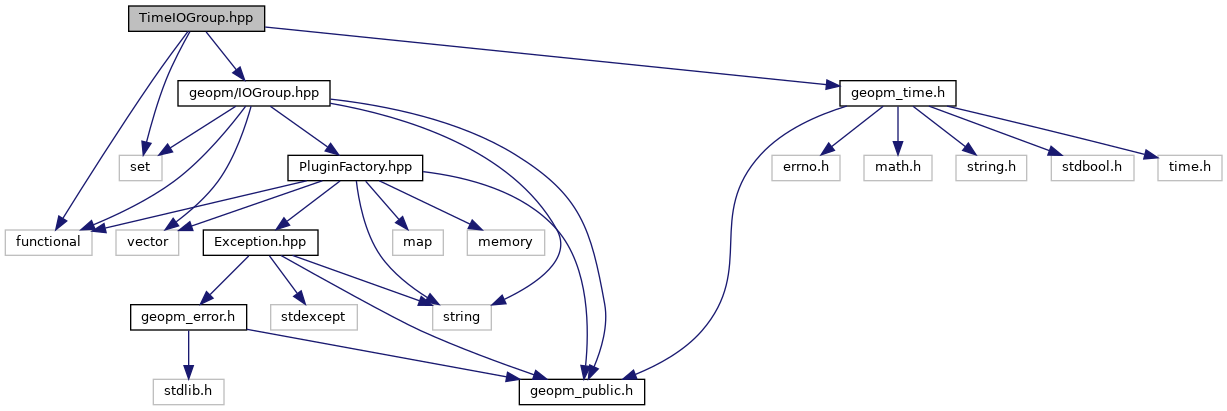 TimeIOGroup.hpp
geopm/IOGroup.hpp
geopm_time.h
set
PluginFactory.hpp
errno.h
math.h
string.h
stdbool.h
time.h
functional
vector
Exception.hpp
map
memory
geopm_error.h
stdexcept
string
stdlib.h
geopm_public.h